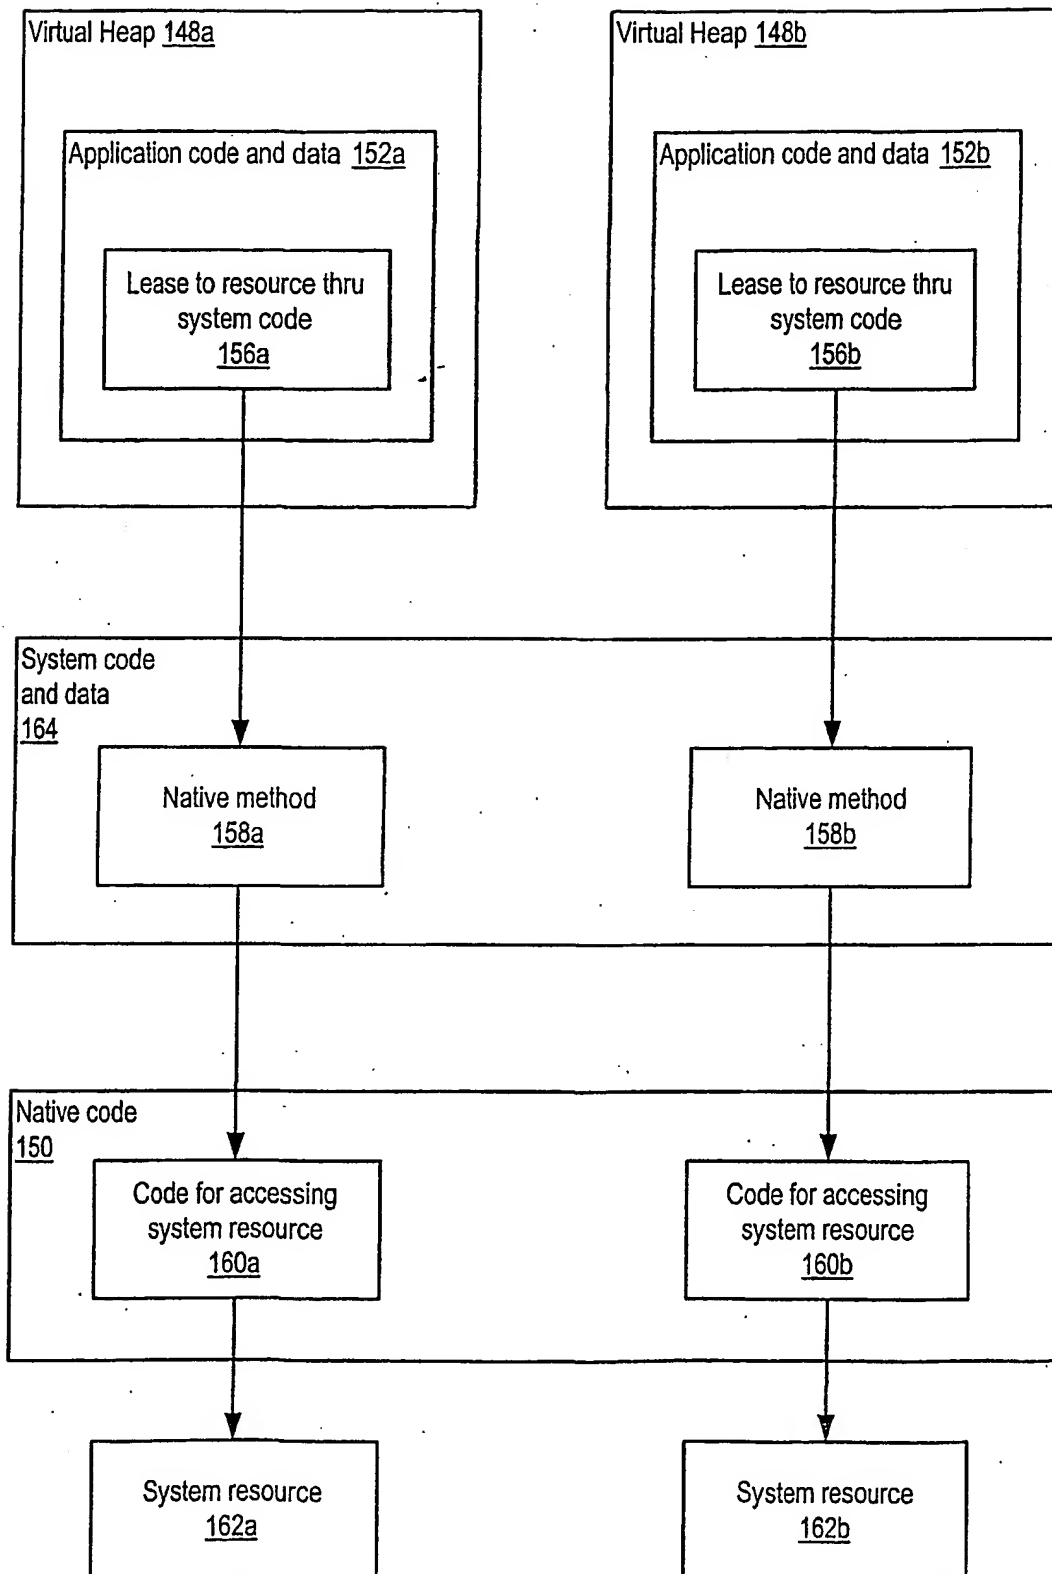 Virtual Heap 148a
Virtual Heap 148b
Application code and data 152a
Application code and data 152b
Lease to resource thru
system code
156a
Lease to resource thru
system code
156b
System code
and data
164
Native method
158a
Native method
158b
Native code
150
Code for accessing
system resource
160a
Code for accessing
system resource
160b
System resource
162a
System resource
162b